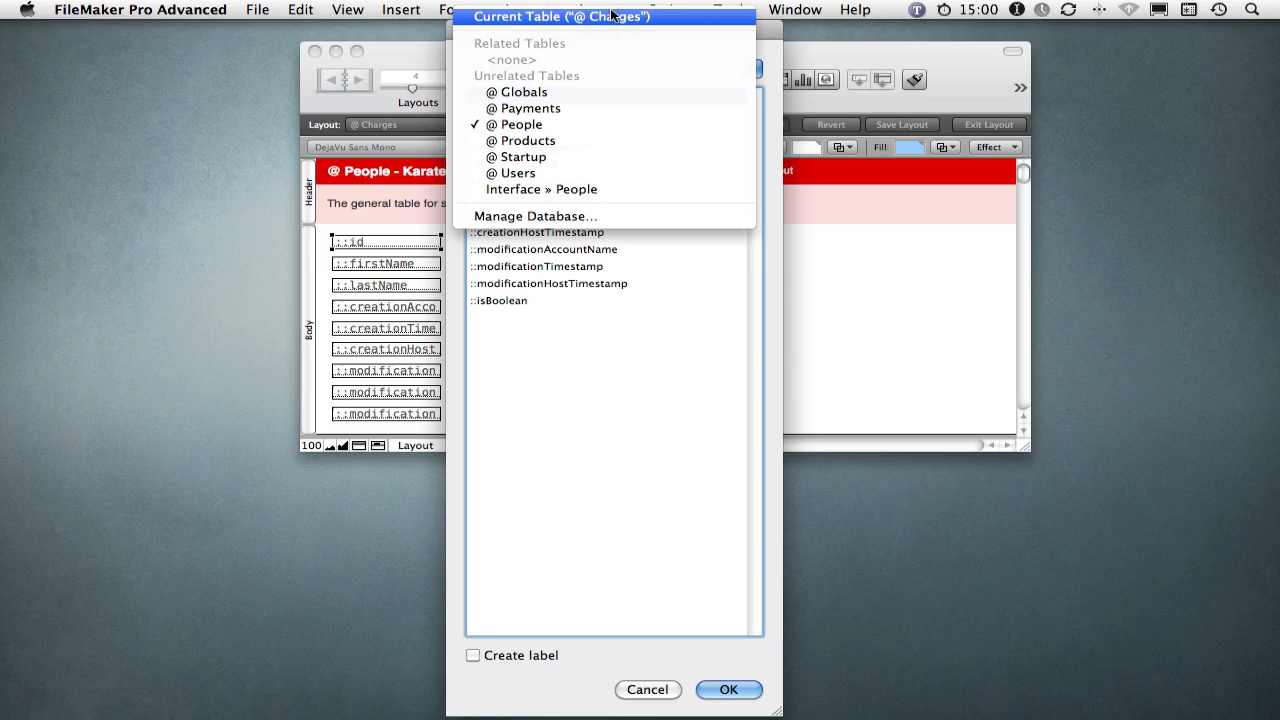 FileMaker Pro Advanced File Edit View Insert Window Help 15:00
Current Table ("@ Charges")
Related Tables
<none>
Unrelated Tables
@ Globals
@ Payments
@ People
@ Products
@ Startup
@ Users
Interface » People
Manage Database...
4
Layouts
Layout: @ Charges
Revert Save Layout Exit Layout
DejaVu Sans Mono
Fill: Effect
Header
@ People - Karate
The general table for s
Body
::id
::firstName
::lastName
::creationAcco
::creationTime
::creationHost
::modification
::modification
::modification
100 Layout
::creationHostTimestamp
::modificationAccountName
::modificationTimestamp
::modificationHostTimestamp
::isBoolean
Create label
Cancel OK